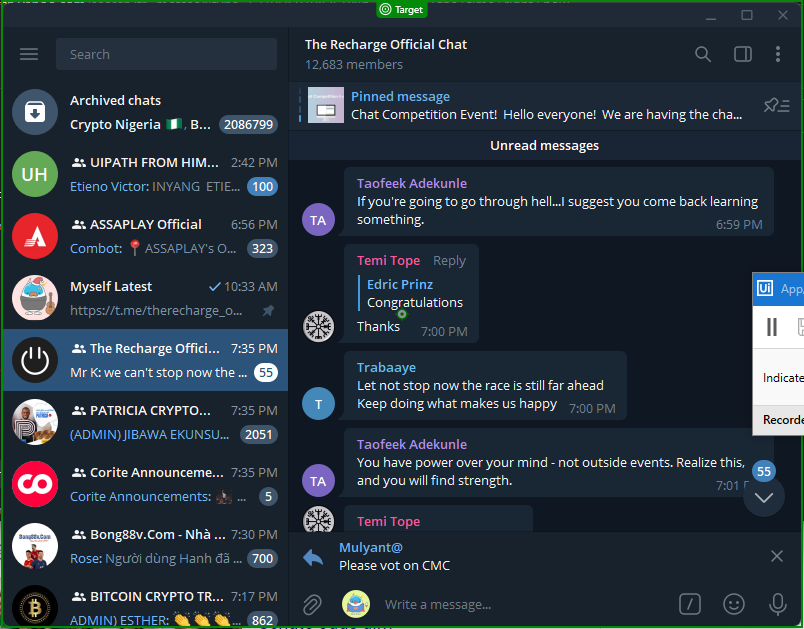 Target
Search
Archived chats
Crypto Nigeria 🇳🇬, B... 2086799
UH
UIPATH FROM HIM... 2:42 PM
Etieno Victor: INYANG ETIE... 100
ASSAPLAY Official 6:56 PM
Combot: 📍 ASSAPLAY's O... 323
Myself Latest 10:33 AM
https://t.me/therecharge_o...
The Recharge Offici... 7:35 PM
Mr K: we can't stop now the ... 55
PATRICIA CRYPTO... 7:35 PM
(ADMIN) JIBAWA EKUNSU... 2051
Corite Announceme... 7:35 PM
Corite Announcements: ... 5
Bong88v.Com
Bong88v.Com - Nhà ... 7:30 PM
Rose: Người dùng Hanh đã ... 700
BITCOIN CRYPTO TR... 7:17 PM
ADMIN) ESTHER: 👏👏👏... 862
The Recharge Official Chat
12,683 members
Pinned message
Chat Competition Event! Hello everyone! We are having the cha...
Unread messages
TA
Taofeek Adekunle
If you're going to go through hell...I suggest you come back learning
something.
6:59 PM
Temi Tope Reply
Edric Prinz
Congratulations
Thanks 7:00 PM
T
Trabaaye
Let not stop now the race is still far ahead
Keep doing what makes us happy 7:00 PM
TA
Taofeek Adekunle
You have power over your mind - not outside events. Realize this,
and you will find strength. 7:01
55
Temi Tope
Mulyant@
Please vot on CMC
Write a message...
Ui App.
Indicate
Recorde